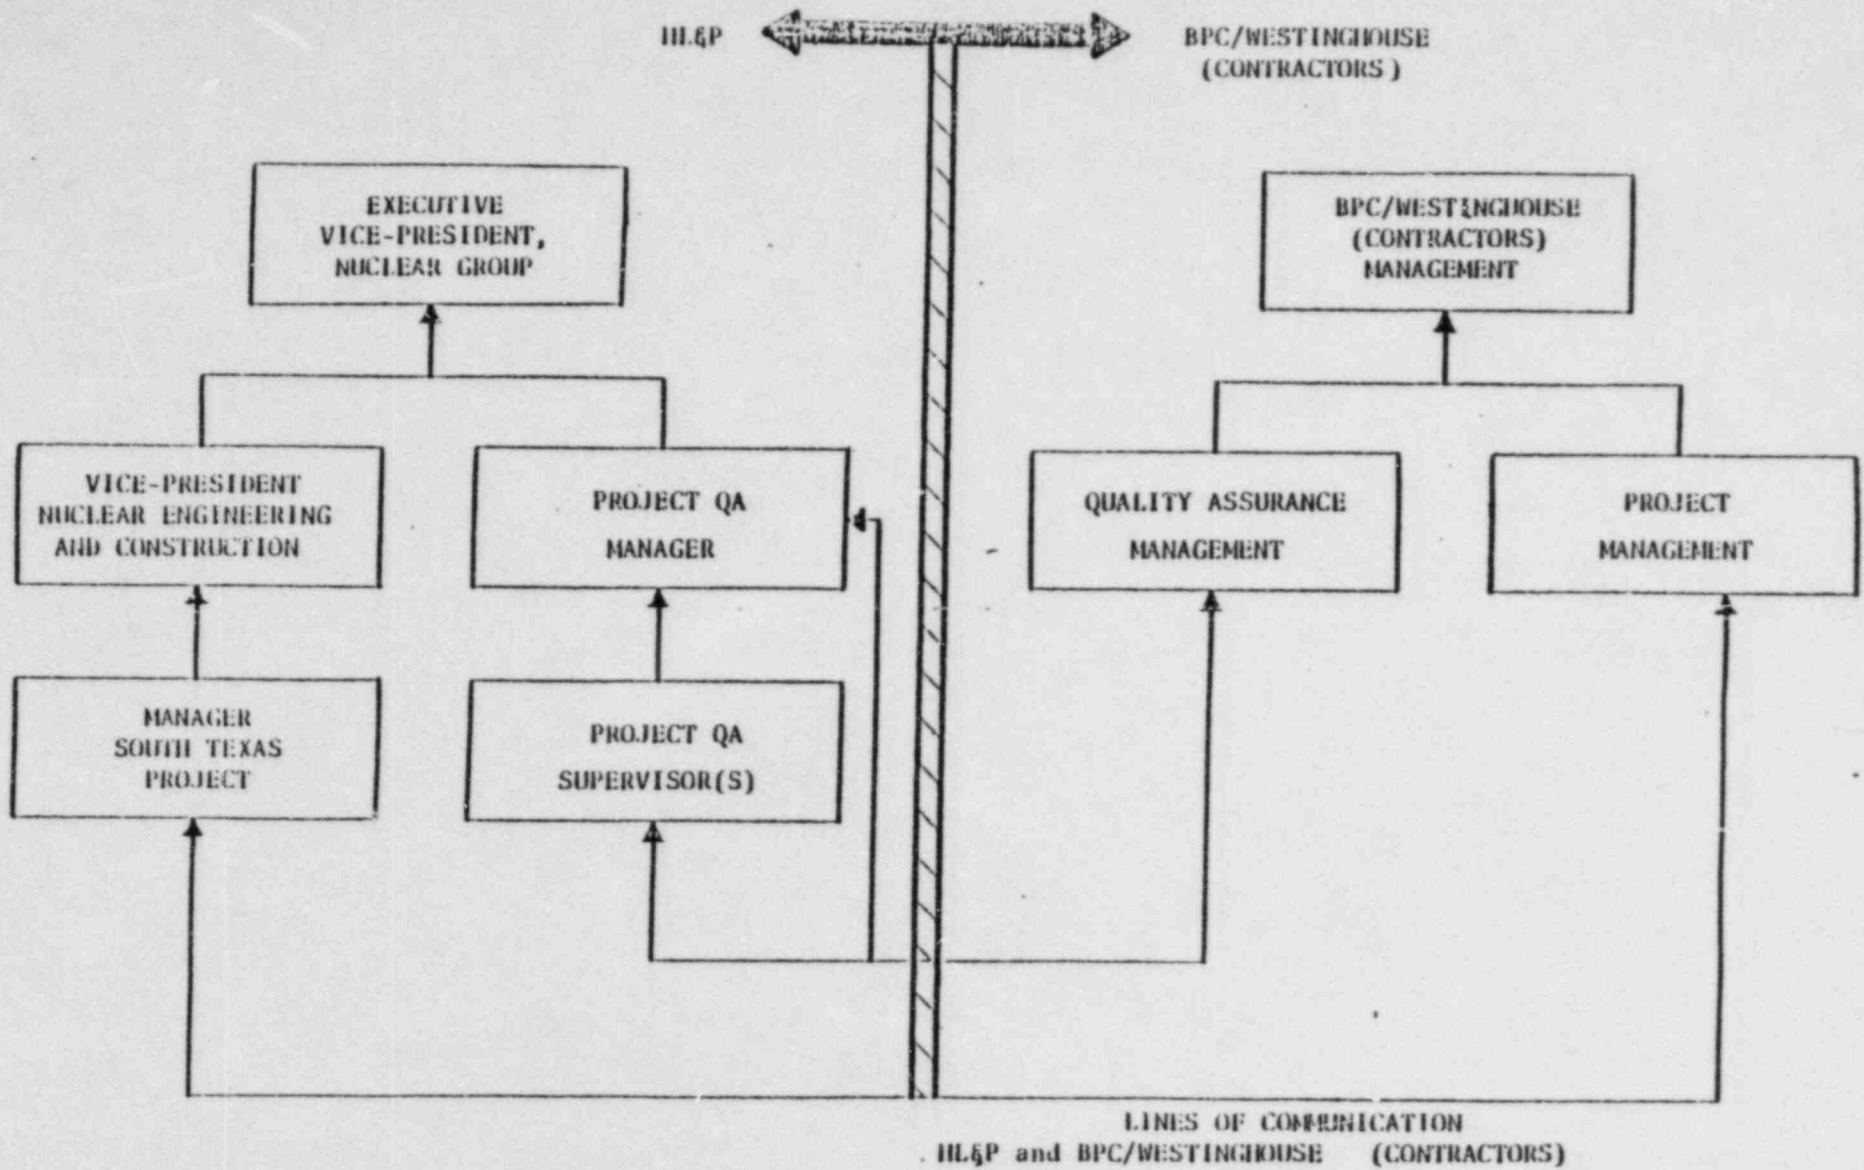 HL&P
BPC/WESTINGHOUSE
(CONTRACTORS)
EXECUTIVE
VICE-PRESIDENT,
NUCLEAR GROUP
BPC/WESTINGHOUSE
(CONTRACTORS)
MANAGEMENT
VICE-PRESIDENT
NUCLEAR ENGINEERING
AND CONSTRUCTION
PROJECT QA
MANAGER
QUALITY ASSURANCE
MANAGEMENT
PROJECT
MANAGEMENT
MANAGER
SOUTH TEXAS
PROJECT
PROJECT QA
SUPERVISOR(S)
LINES OF COMMUNICATION
HL&P and BPC/WESTINGHOUSE (CONTRACTORS)